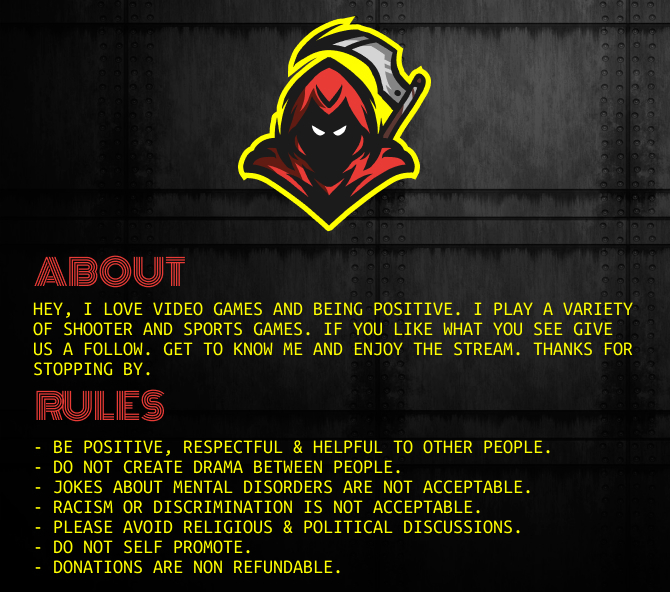 ABOUT
HEY, I LOVE VIDEO GAMES AND BEING POSITIVE. I PLAY A VARIETY
OF SHOOTER AND SPORTS GAMES. IF YOU LIKE WHAT YOU SEE GIVE
US A FOLLOW. GET TO KNOW ME AND ENJOY THE STREAM. THANKS FOR
STOPPING BY.
RULES
- BE POSITIVE, RESPECTFUL & HELPFUL TO OTHER PEOPLE.
- DO NOT CREATE DRAMA BETWEEN PEOPLE.
- JOKES ABOUT MENTAL DISORDERS ARE NOT ACCEPTABLE.
- RACISM OR DISCRIMINATION IS NOT ACCEPTABLE.
- PLEASE AVOID RELIGIOUS & POLITICAL DISCUSSIONS.
- DO NOT SELF PROMOTE.
- DONATIONS ARE NON REFUNDABLE.